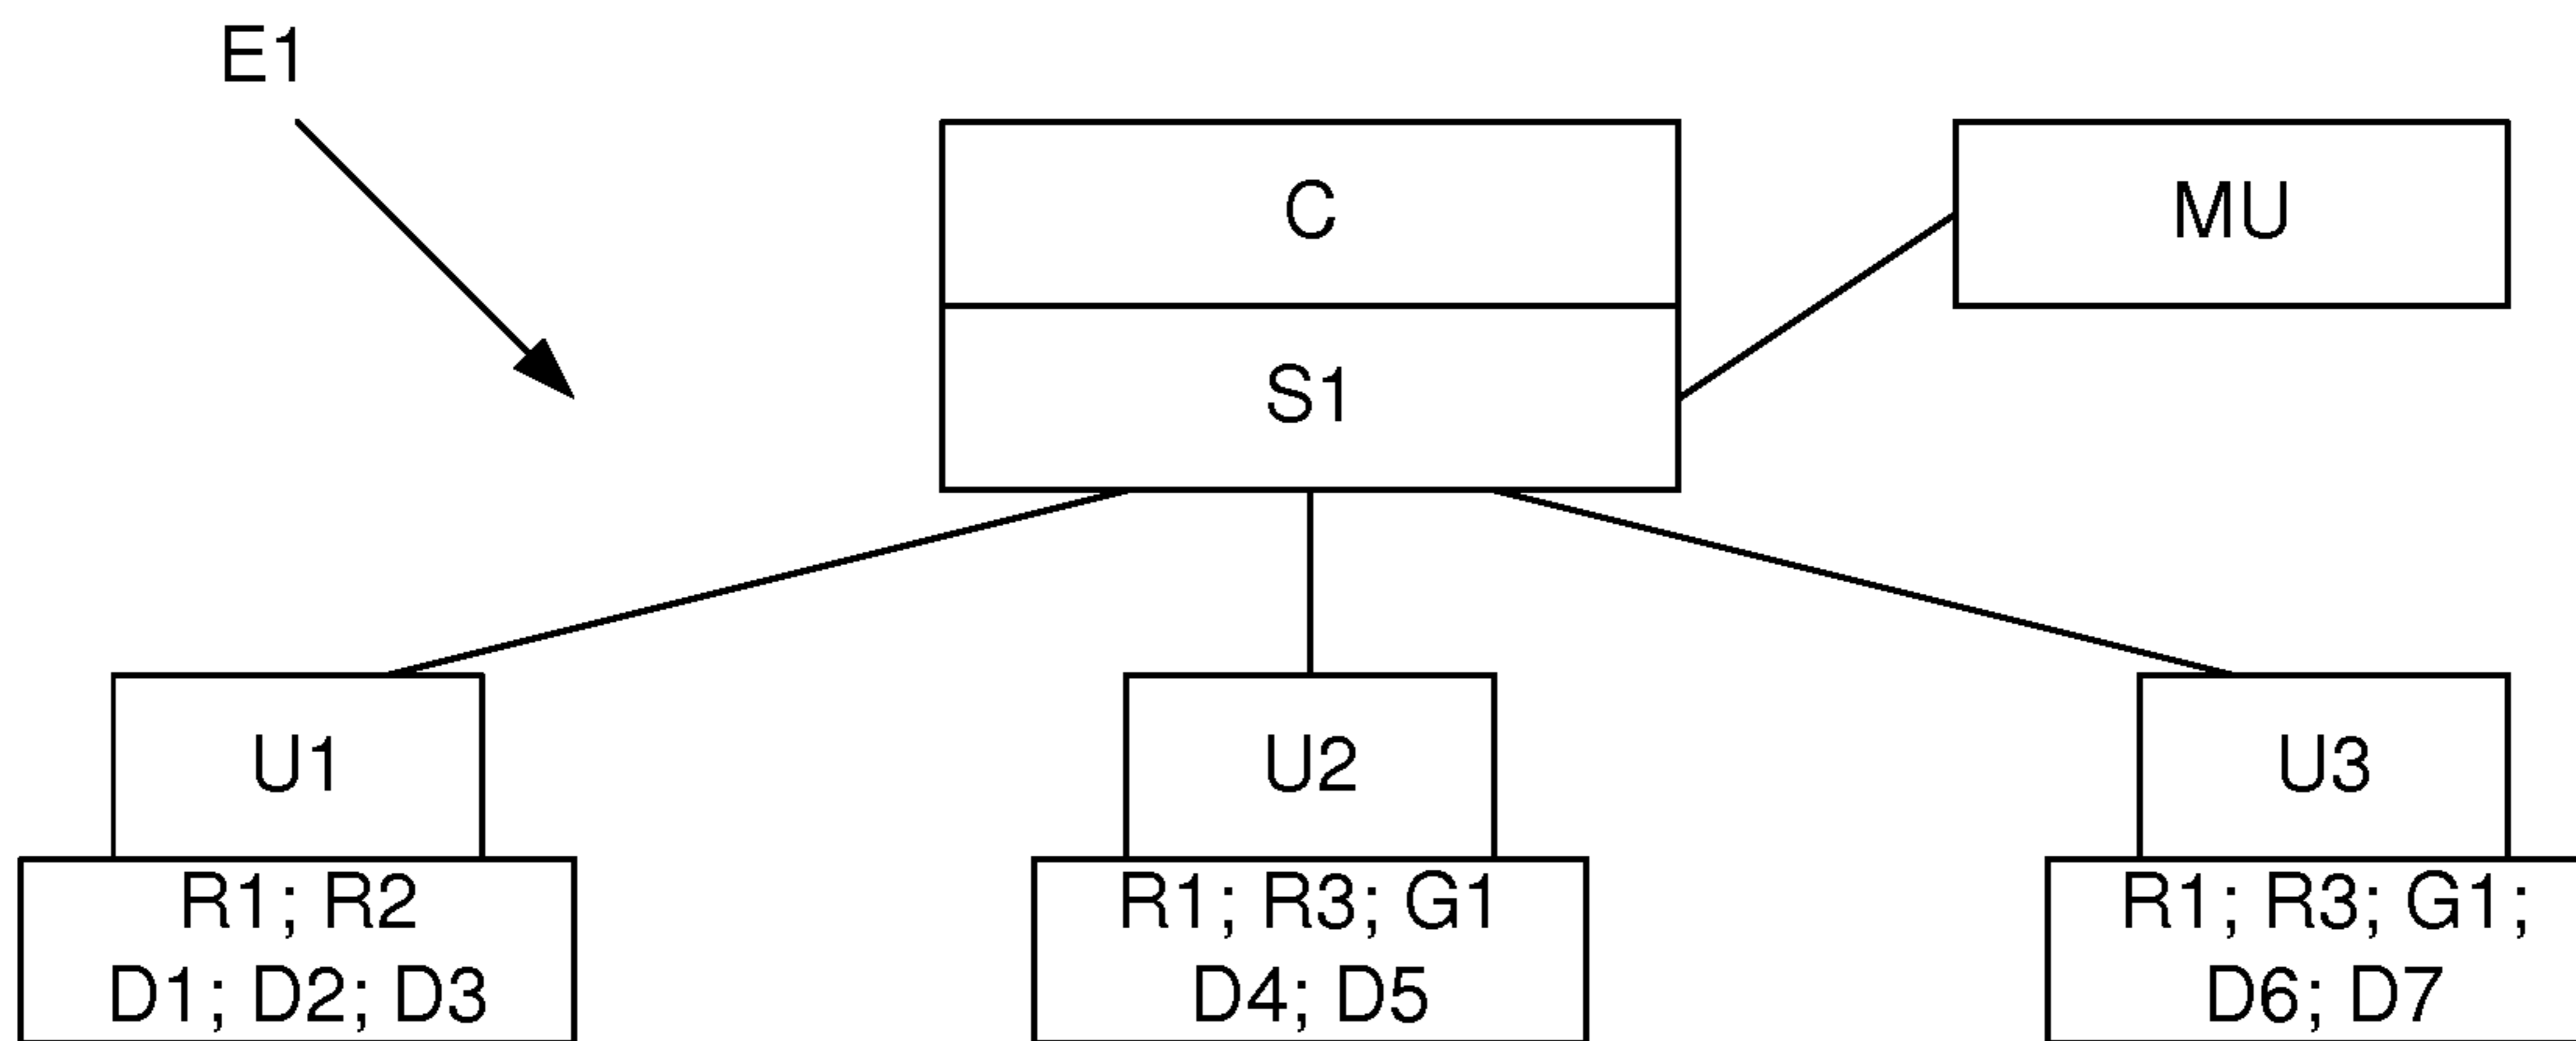 E1
C
MU
S1
U1
U2
U3
R1; R2
D1; D2; D3
R1; R3; G1
D4; D5
R1; R3; G1;
D6; D7